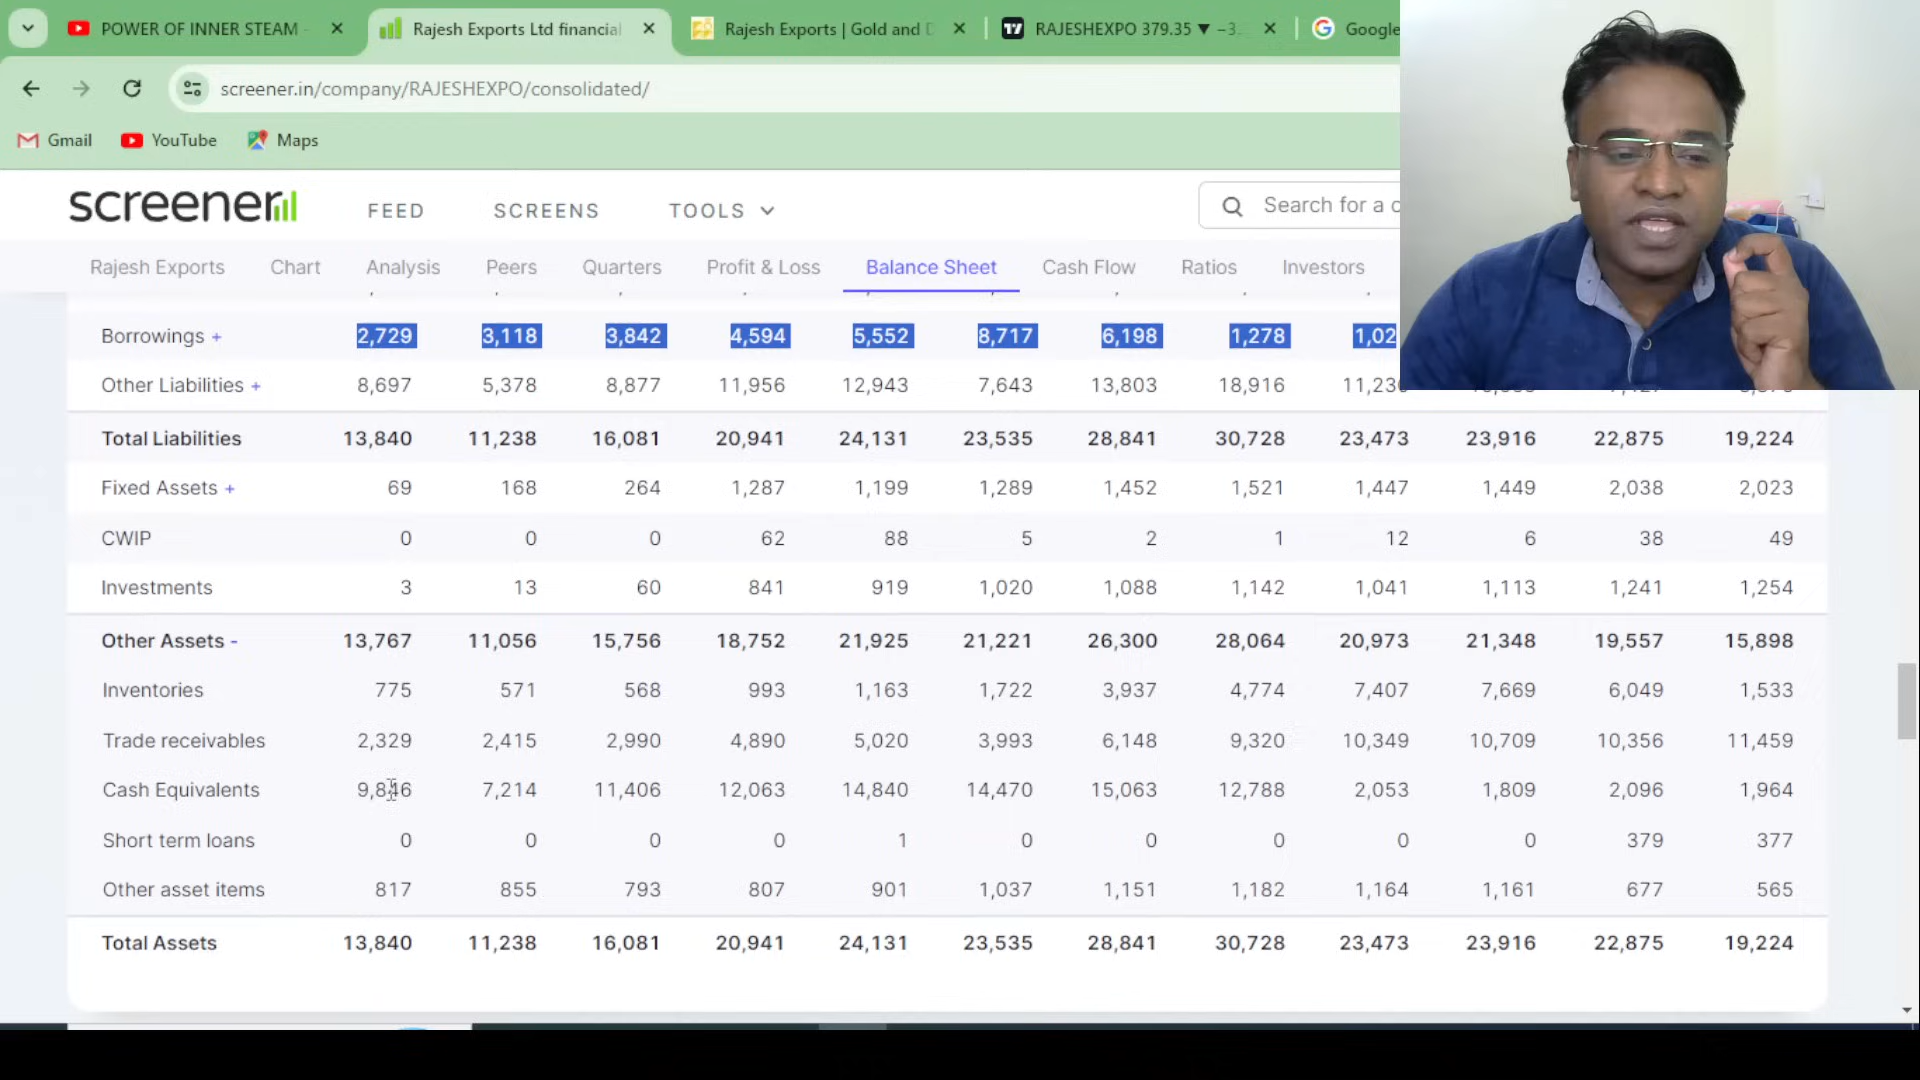 POWER OF INNER STEAM
Rajesh Exports Ltd financial
Rajesh Exports | Gold and D
RAJESHEXPO 379.35 ▼ −3.
Google
screener.in/company/RAJESHEXPO/consolidated/
Gmail
YouTube
Maps
screener
FEED
SCREENS
TOOLS
Search for a c
Rajesh Exports
Chart
Analysis
Peers
Quarters
Profit & Loss
Balance Sheet
Cash Flow
Ratios
Investors
Borrowings + 2,729 3,118 3,842 4,594 5,552 8,717 6,198 1,278 1,02
Other Liabilities + 8,697 5,378 8,877 11,956 12,943 7,643 13,803 18,916
Total Liabilities 13,840 11,238 16,081 20,941 24,131 23,535 28,841 30,728 23,473 23,916 22,875 19,224
Fixed Assets + 69 168 264 1,287 1,199 1,289 1,452 1,521 1,447 1,449 2,038 2,023
CWIP 0 0 0 62 88 5 2 1 12 6 38 49
Investments 3 13 60 841 919 1,020 1,088 1,142 1,041 1,113 1,241 1,254
Other Assets - 13,767 11,056 15,756 18,752 21,925 21,221 26,300 28,064 20,973 21,348 19,557 15,898
Inventories 775 571 568 993 1,163 1,722 3,937 4,774 7,407 7,669 6,049 1,533
Trade receivables 2,329 2,415 2,990 4,890 5,020 3,993 6,148 9,320 10,349 10,709 10,356 11,459
Cash Equivalents 9,846 7,214 11,406 12,063 14,840 14,470 15,063 12,788 2,053 1,809 2,096 1,964
Short term loans 0 0 0 0 1 0 0 0 0 0 379 377
Other asset items 817 855 793 807 901 1,037 1,151 1,182 1,164 1,161 677 565
Total Assets 13,840 11,238 16,081 20,941 24,131 23,535 28,841 30,728 23,473 23,916 22,875 19,224